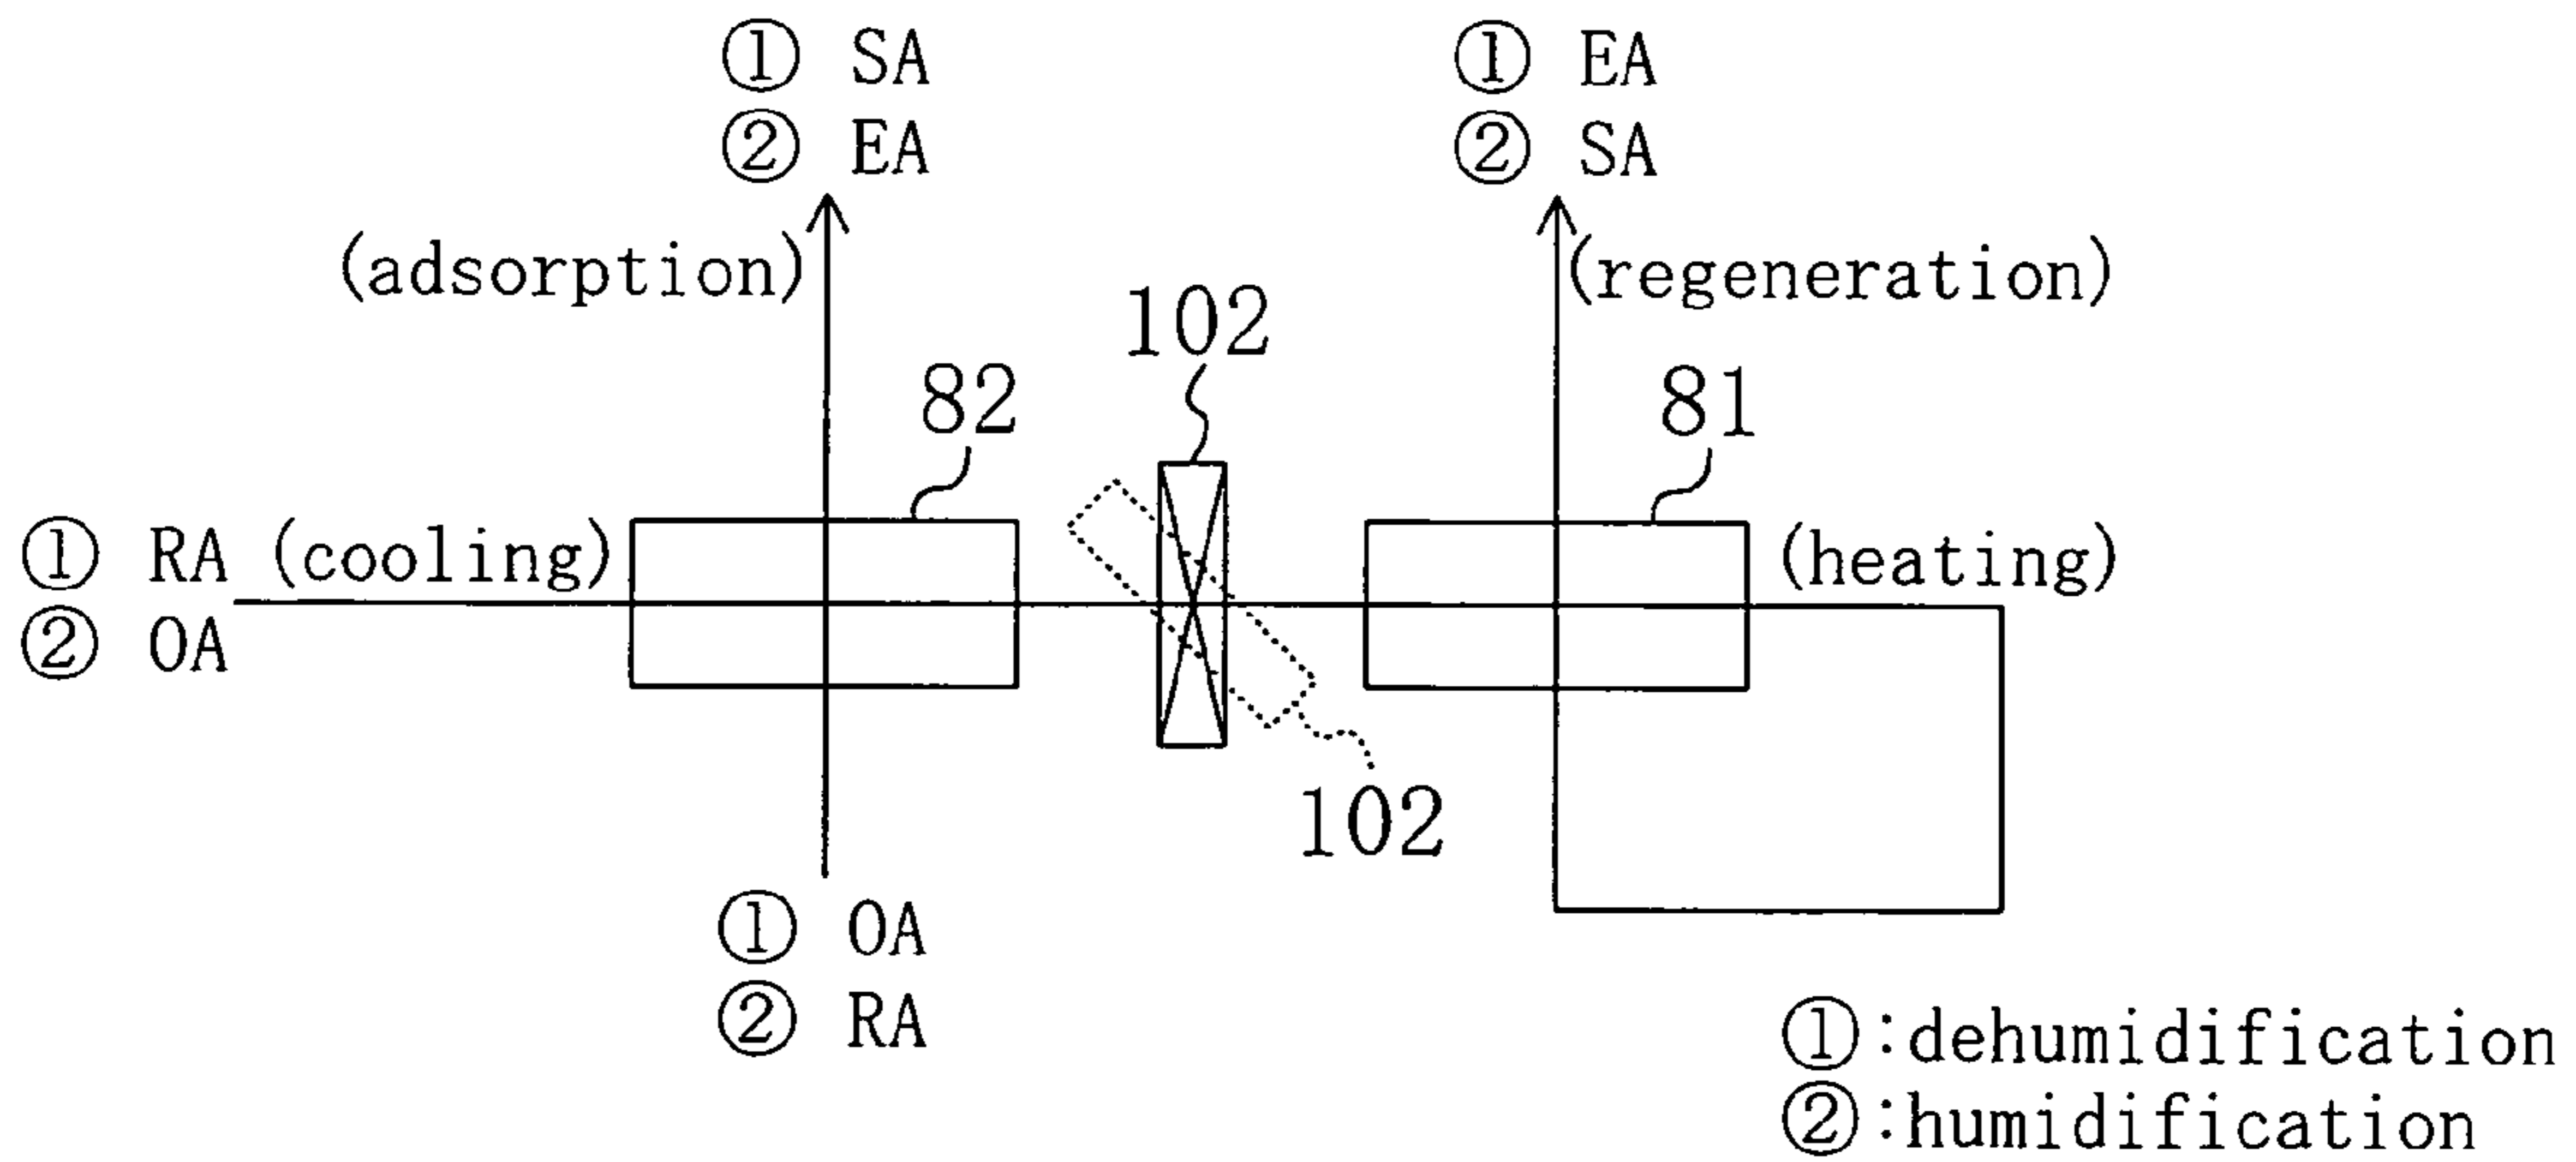 ① SA
② EA
① EA
② SA
(adsorption)
(regeneration)
102
82
81
① RA (cooling)
② OA
(heating)
102
① OA
② RA
①:dehumidification
②:humidification